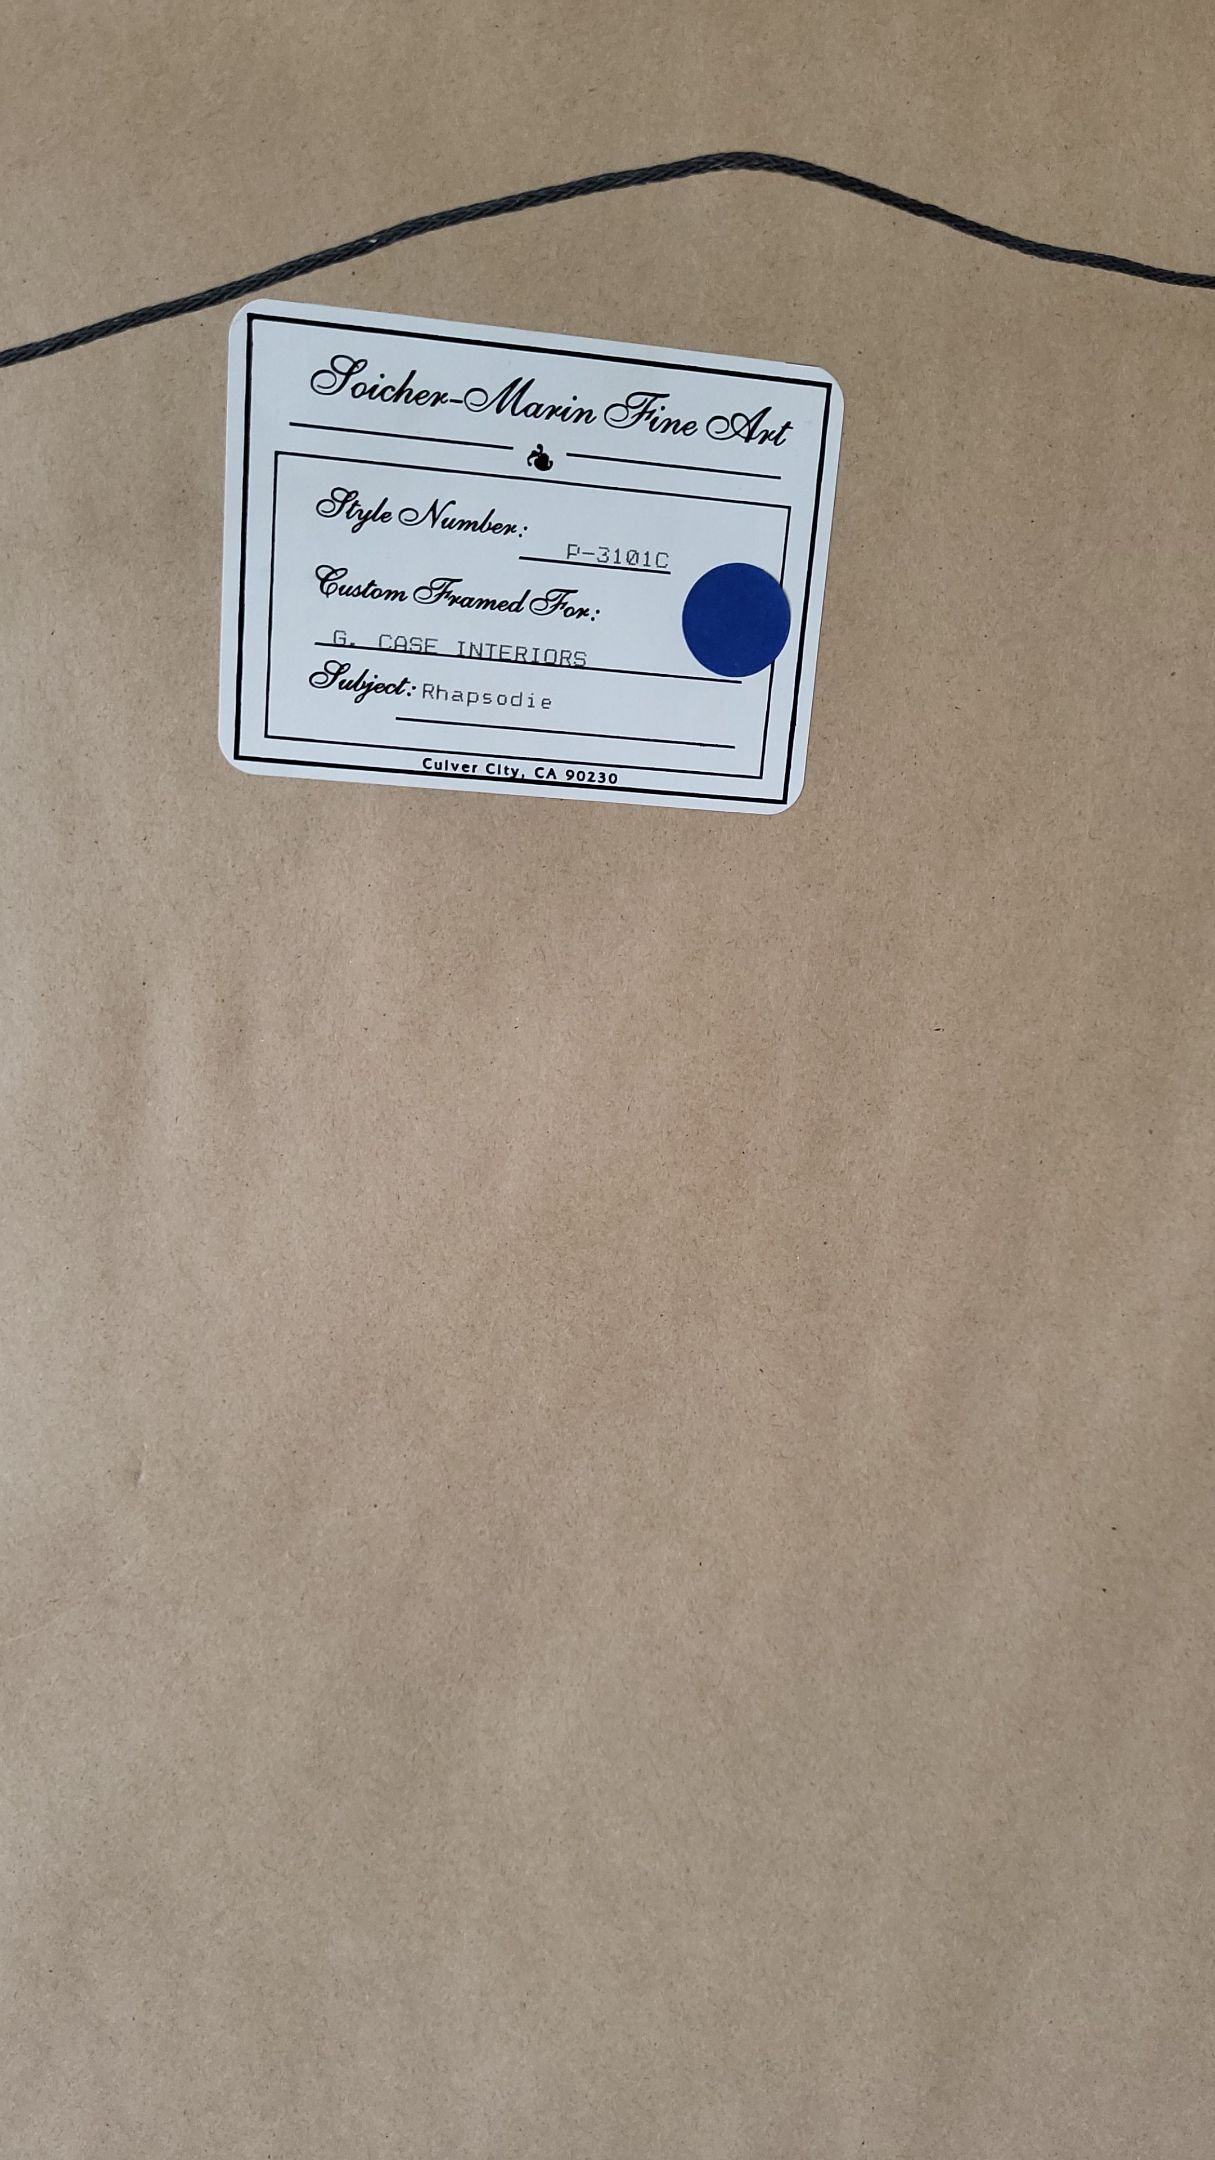 Soicher-Marin Fine Art
Style Number: P-3101C
Custom Framed For:
G. CASE INTERIORS
Subject: Rhapsodie
Culver City, CA 90230